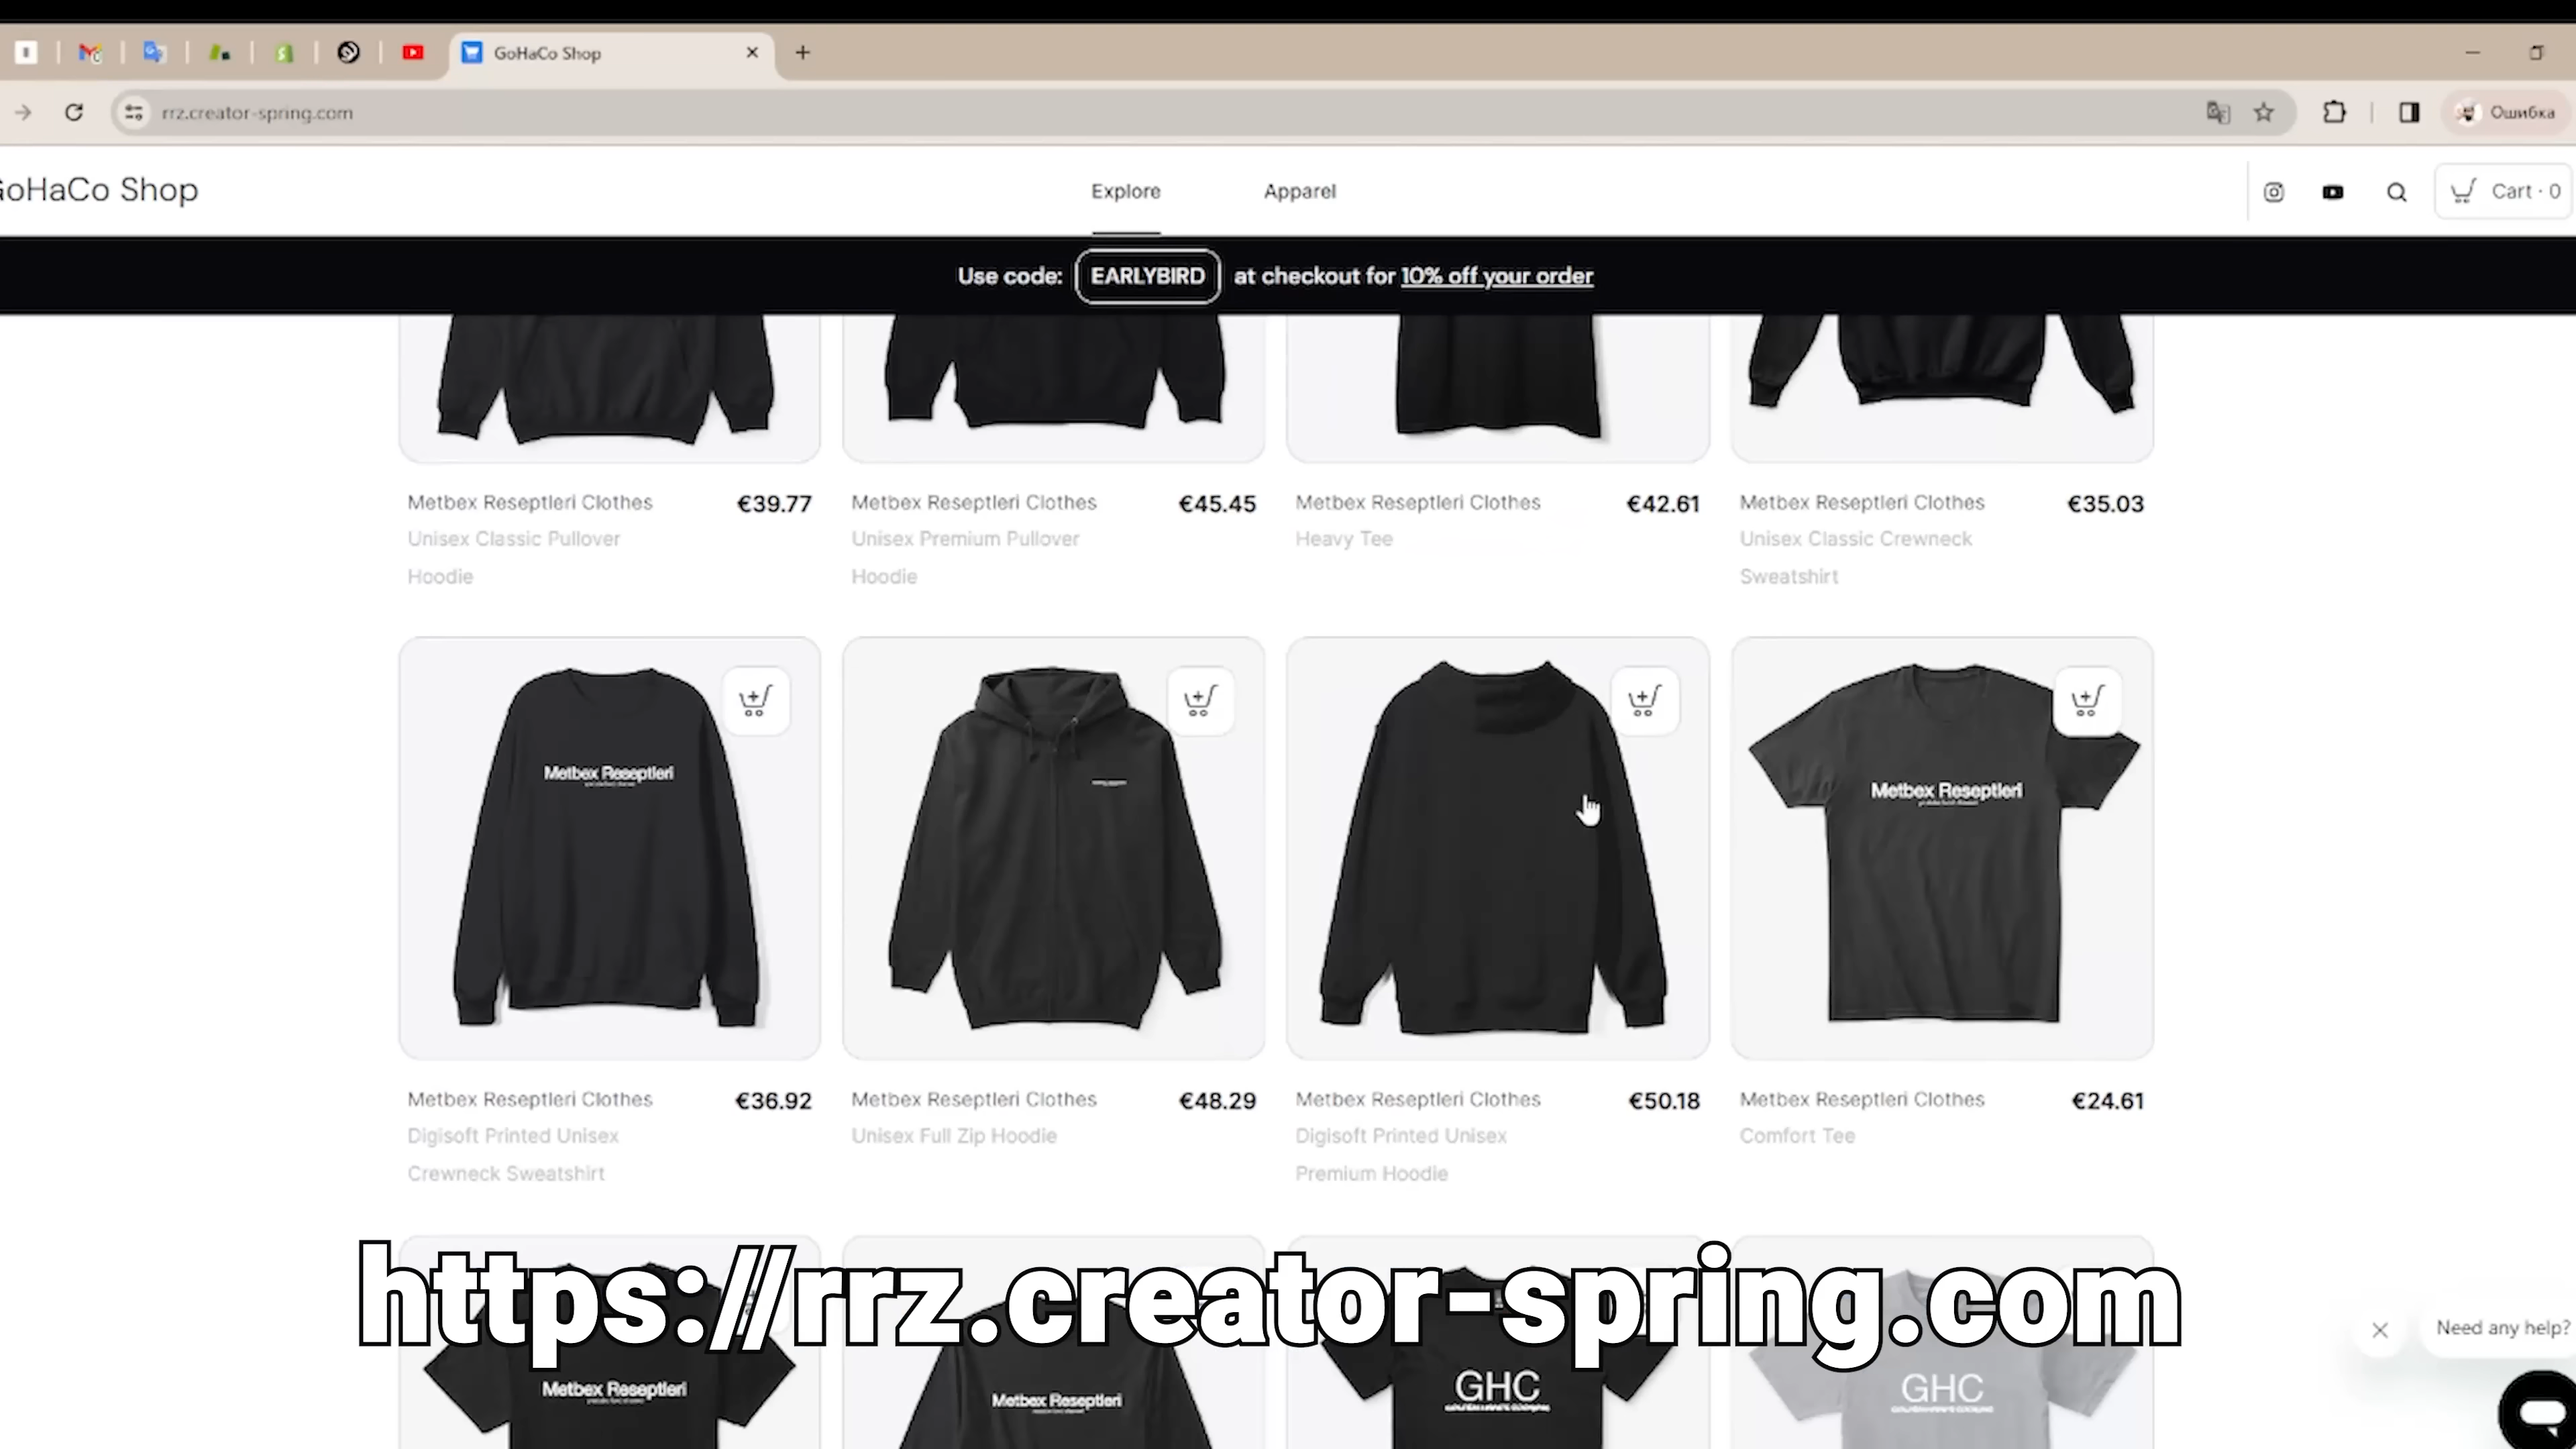 GoHaCo Shop
rrz.creator-spring.com
Ошибка
GoHaCo Shop
Explore
Apparel
Cart · 0
Use code: EARLYBIRD at checkout for 10% off your order
Metbex Reseptleri Clothes €39.77
Unisex Classic Pullover
Hoodie
Metbex Reseptleri Clothes €45.45
Unisex Premium Pullover
Hoodie
Metbex Reseptleri Clothes €42.61
Heavy Tee
Metbex Reseptleri Clothes €35.03
Unisex Classic Crewneck
Sweatshirt
Metbex Reseptleri
Metbex Reseptleri
Metbex Reseptleri Clothes €36.92
Digisoft Printed Unisex
Crewneck Sweatshirt
Metbex Reseptleri Clothes €48.29
Unisex Full Zip Hoodie
Metbex Reseptleri Clothes €50.18
Digisoft Printed Unisex
Premium Hoodie
Metbex Reseptleri Clothes €24.61
Comfort Tee
https://rrz.creator-spring.com
Need any help?
Metbex Reseptleri
Metbex Reseptleri
GHC
GHC